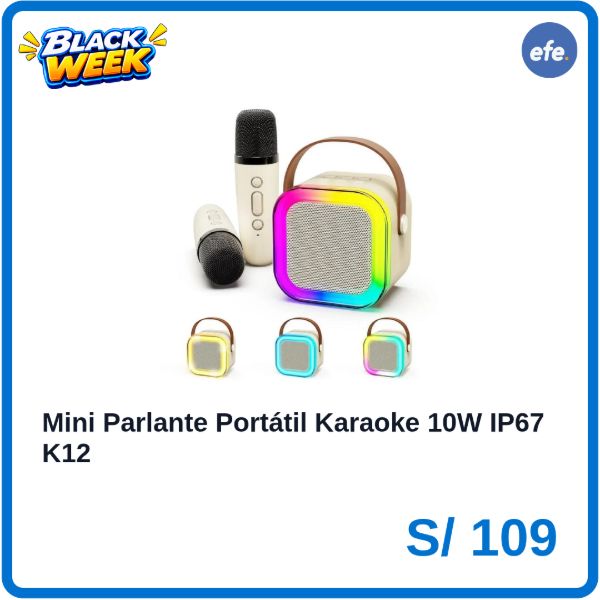 BLACK
WEEK
efe.
Mini Parlante Portátil Karaoke 10W IP67
K12
S/ 109